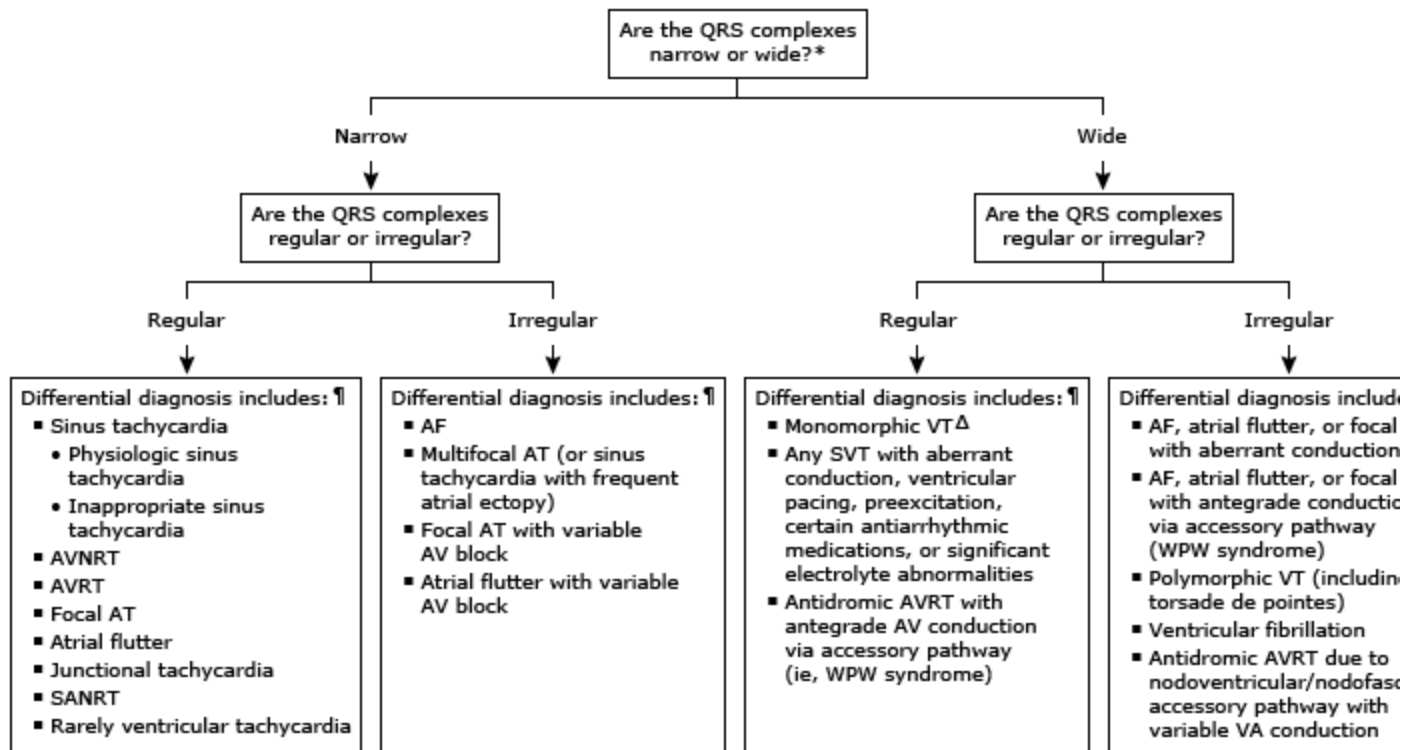 Are the QRS complexes
narrow or wide?*
Narrow
Wide
Are the QRS complexes
regular or irregular?
Are the QRS complexes
regular or irregular?
Regular
Irregular
Regular
Irregular
Differential diagnosis includes: ¶
▪ Sinus tachycardia
• Physiologic sinus
tachycardia
• Inappropriate sinus
tachycardia
▪ AVNRT
▪ AVRT
▪ Focal AT
▪ Atrial flutter
▪ Junctional tachycardia
▪ SANRT
▪ Rarely ventricular tachycardia
Differential diagnosis includes: ¶
▪ AF
▪ Multifocal AT (or sinus
tachycardia with frequent
atrial ectopy)
▪ Focal AT with variable
AV block
▪ Atrial flutter with variable
AV block
Differential diagnosis includes: ¶
▪ Monomorphic VTΔ
▪ Any SVT with aberrant
conduction, ventricular
pacing, preexcitation,
certain antiarrhythmic
medications, or significant
electrolyte abnormalities
▪ Antidromic AVRT with
antegrade AV conduction
via accessory pathway
(ie, WPW syndrome)
Differential diagnosis
▪ AF, atrial flutter, or focal
with aberrant conduction
▪ AF, atrial flutter, or focal
with antegrade
via accessory pathway
(WPW syndrome)
▪ Polymorphic VT
torsade de pointes)
▪ Ventricular fibrillation
▪ Antidromic AVRT due to
accessory pathway with
variable VA conduction